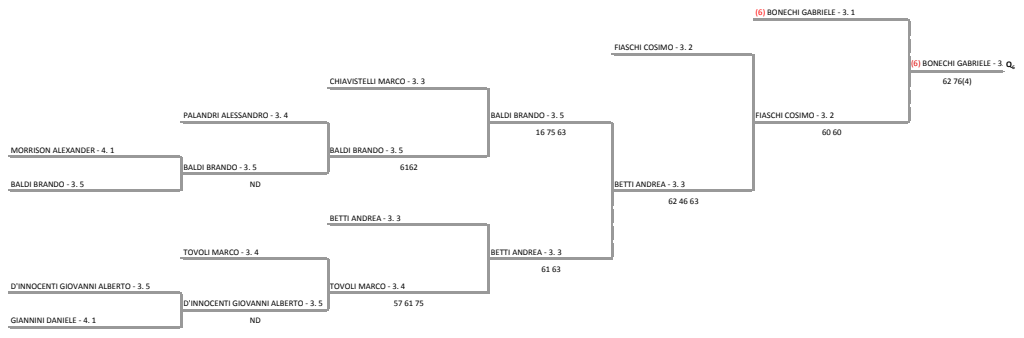 (6) BONECHI GABRIELE - 3. 1
FIASCHI COSIMO - 3. 2
(6) BONECHI GABRIELE - 3.
62 76(4)
CHIAVISTELLI MARCO - 3. 3
PALANDRI ALESSANDRO - 3. 4
BALDI BRANDO - 3. 5
FIASCHI COSIMO - 3. 2
16 75 63
60 60
MORRISON ALEXANDER - 4. 1
BALDI BRANDO - 3. 5
BALDI BRANDO - 3. 5
6162
BALDI BRANDO - 3. 5
ND
BETTI ANDREA - 3. 3
62 46 63
BETTI ANDREA - 3. 3
TOVOLI MARCO - 3. 4
BETTI ANDREA - 3. 3
61 63
D'INNOCENTI GIOVANNI ALBERTO - 3. 5
TOVOLI MARCO - 3. 4
D'INNOCENTI GIOVANNI ALBERTO - 3. 5
57 61 75
GIANNINI DANIELE - 4. 1
ND